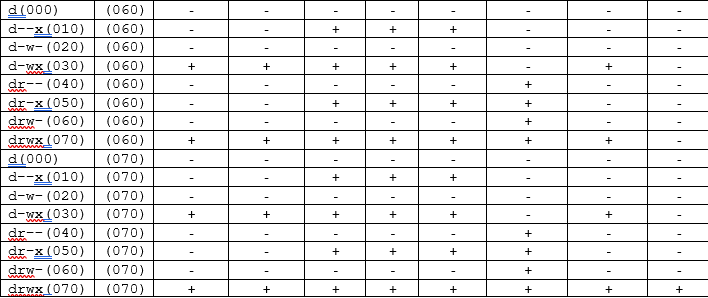 d(000) (060) - - - - - - - -
d--x(010) (060) - - + + + - - -
d-w-(020) (060) - - - - - - - -
d-wx(030) (060) + + + + + - + -
dr--(040) (060) - - - - - + - -
dr-x(050) (060) - - + + + + - -
drw-(060) (060) - - - - - + - -
drwx(070) (060) + + + + + + + -
d(000) (070) - - - - - - - -
d--x(010) (070) - - + + + - - -
d-w-(020) (070) - - - - - - - -
d-wx(030) (070) + + + + + - + -
dr--(040) (070) - - - - - + - -
dr-x(050) (070) - - + + + + - -
drw-(060) (070) - - - - - + - -
drwx(070) (070) + + + + + + + +